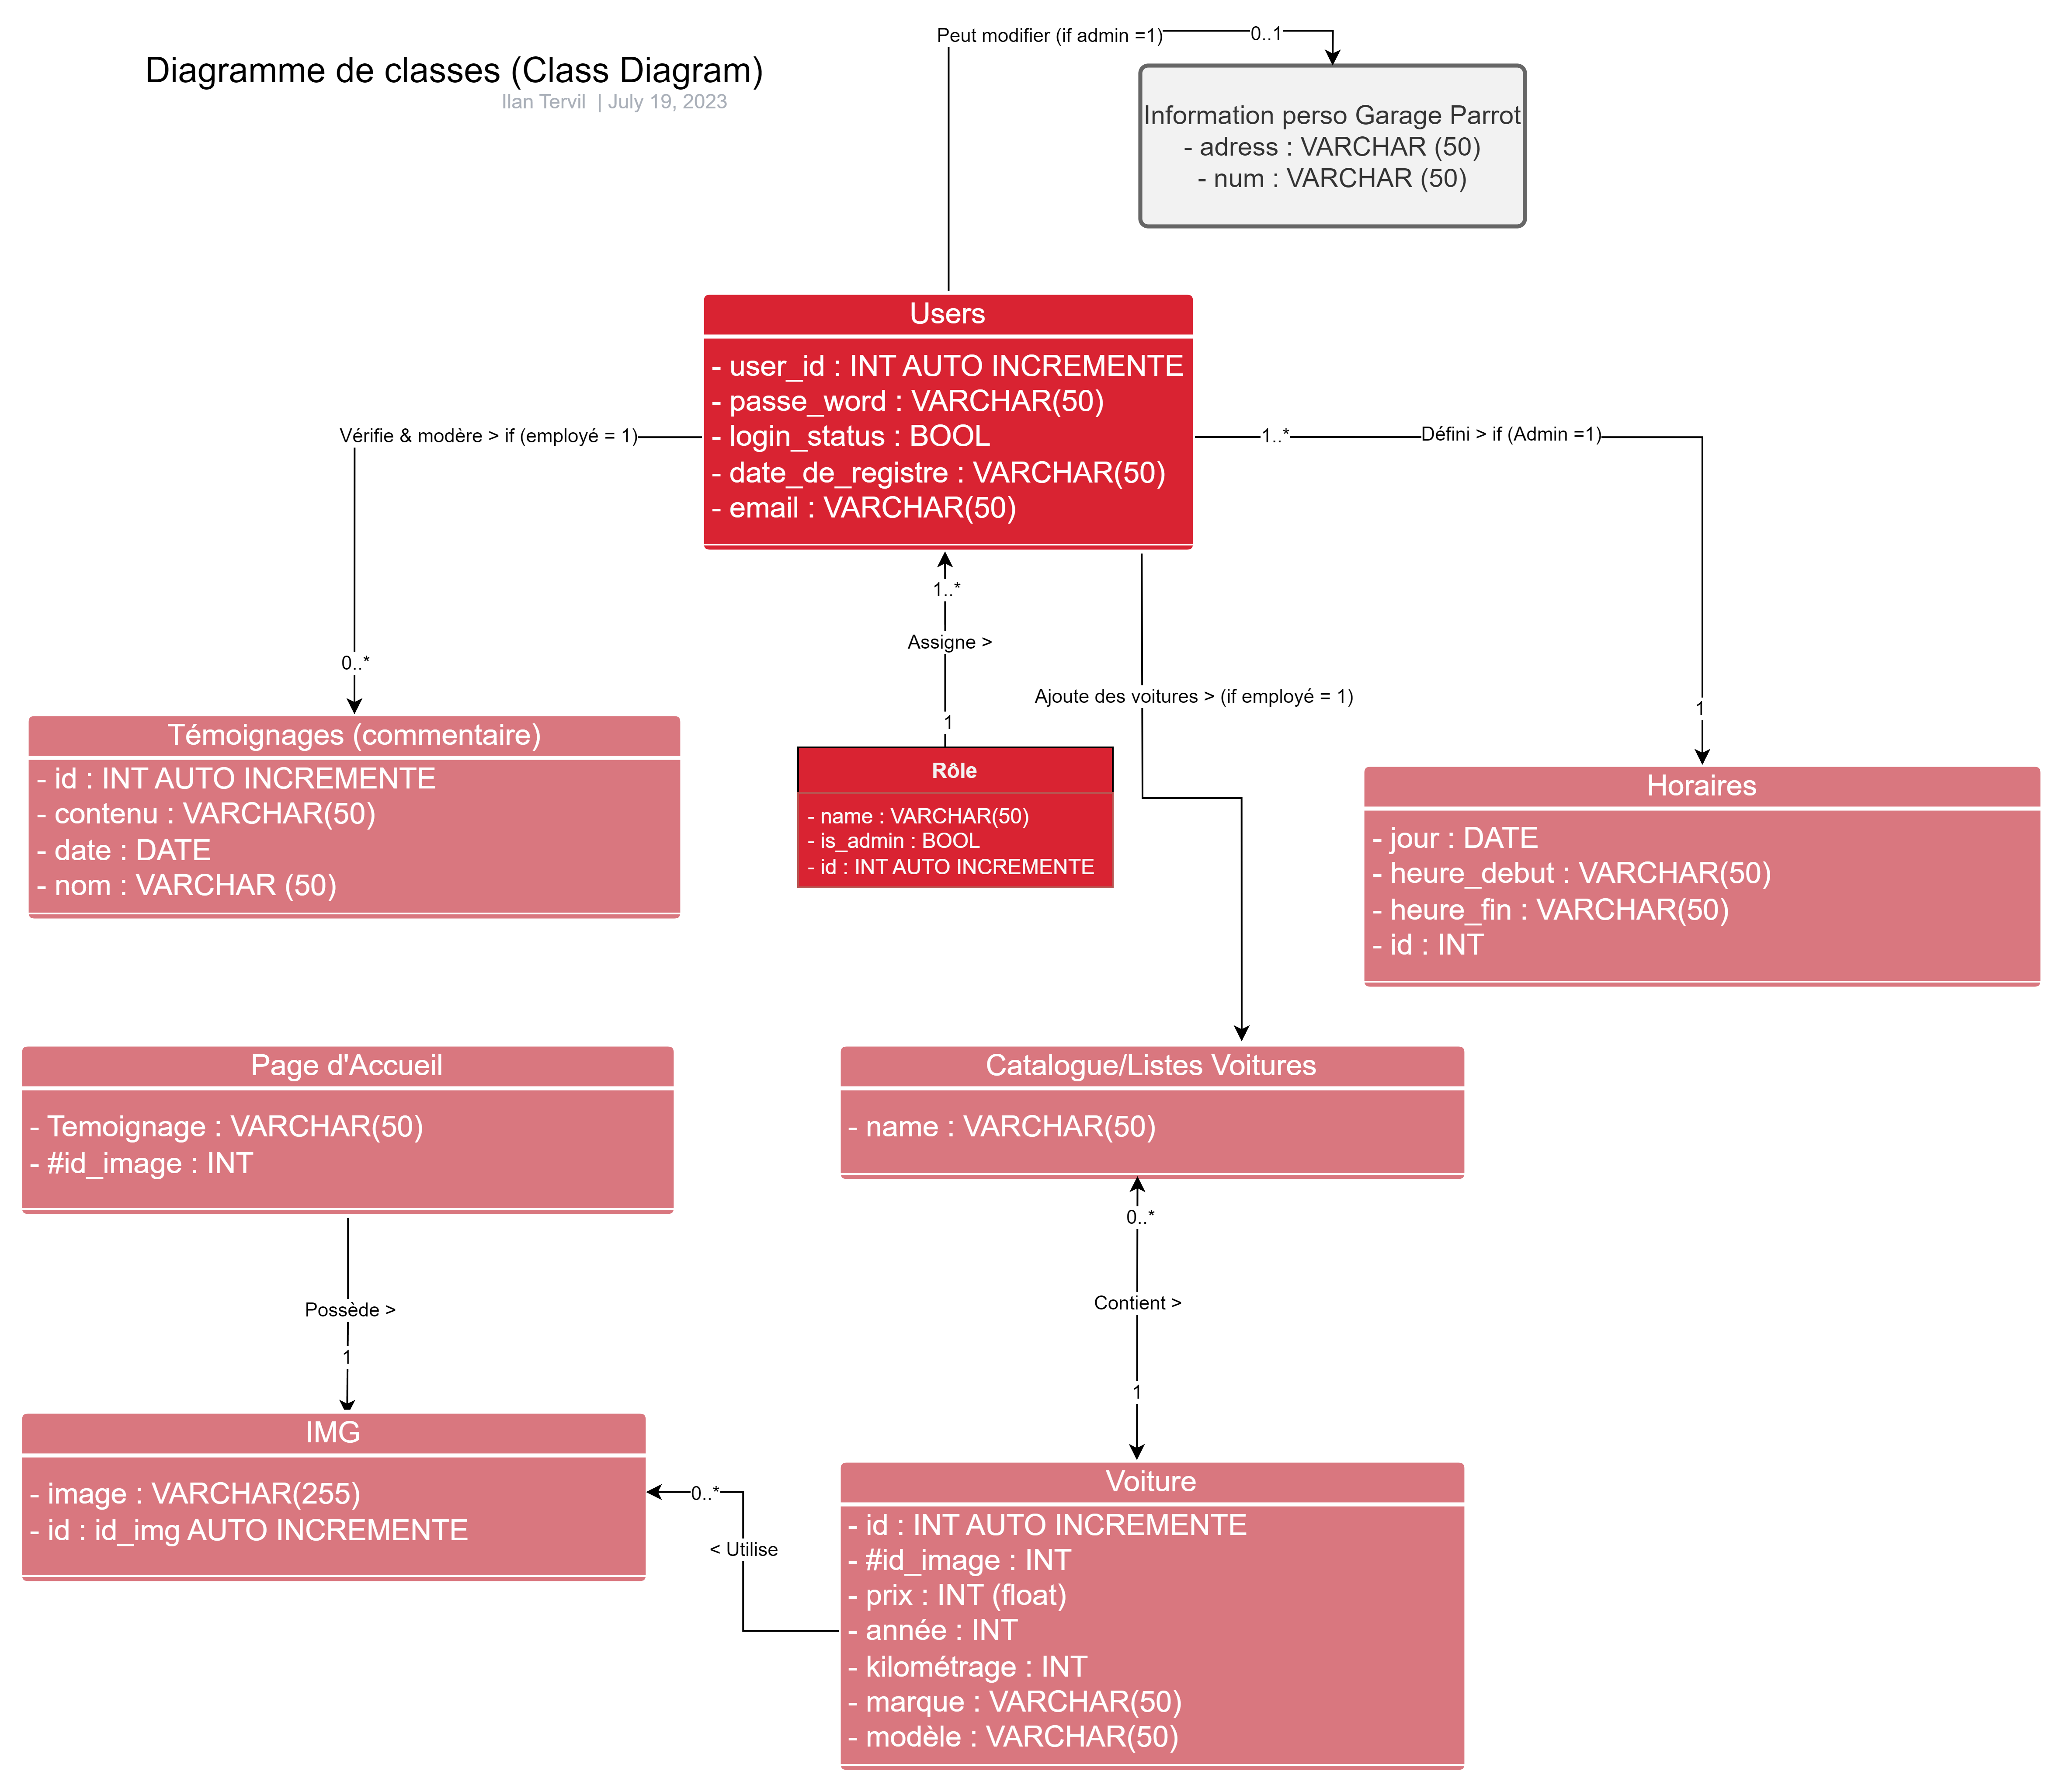 Peut modifier (if admin =1)
0..1
Diagramme de classes (Class Diagram)
Ilan Tervil | July 19, 2023
Information perso Garage Parrot
- adress : VARCHAR (50)
- num : VARCHAR (50)
Users
- user_id : INT AUTO INCREMENTE
- passe_word : VARCHAR(50)
- login_status : BOOL
- date_de_registre : VARCHAR(50)
- email : VARCHAR(50)
Vérifie & modère > if (employé = 1)
0..*
1..*
Défini > if (Admin =1)
1
1..*
Assigne >
1
Ajoute des voitures > (if employé = 1)
Témoignages (commentaire)
- id : INT AUTO INCREMENTE
- contenu : VARCHAR(50)
- date : DATE
- nom : VARCHAR (50)
Rôle
- name : VARCHAR(50)
- is_admin : BOOL
- id : INT AUTO INCREMENTE
Horaires
- jour : DATE
- heure_debut : VARCHAR(50)
- heure_fin : VARCHAR(50)
- id : INT
Page d'Accueil
- Temoignage : VARCHAR(50)
- #id_image : INT
Catalogue/Listes Voitures
- name : VARCHAR(50)
Possède >
1
0..*
Contient >
1
IMG
- image : VARCHAR(255)
- id : id_img AUTO INCREMENTE
0..*
< Utilise
Voiture
- id : INT AUTO INCREMENTE
- #id_image : INT
- prix : INT (float)
- année : INT
- kilométrage : INT
- marque : VARCHAR(50)
- modèle : VARCHAR(50)